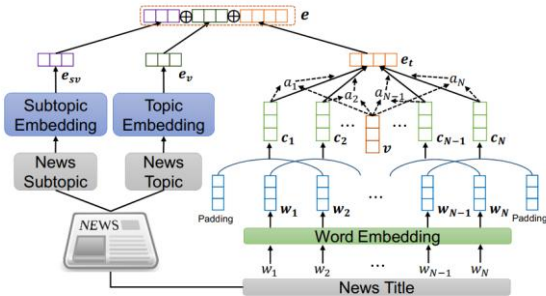 ⊕ ⊕ e
e_sv e_v e_t
a_1 a_2 a_{N-1} a_N
Subtopic
Embedding
Topic
Embedding
c_1 c_2 ... v ... c_{N-1} c_N
News
Subtopic
News
Topic
Padding w_1 w_2 ... w_{N-1} w_N Padding
NEWS
Word Embedding
w_1 w_2 ... w_{N-1} w_N
News Title